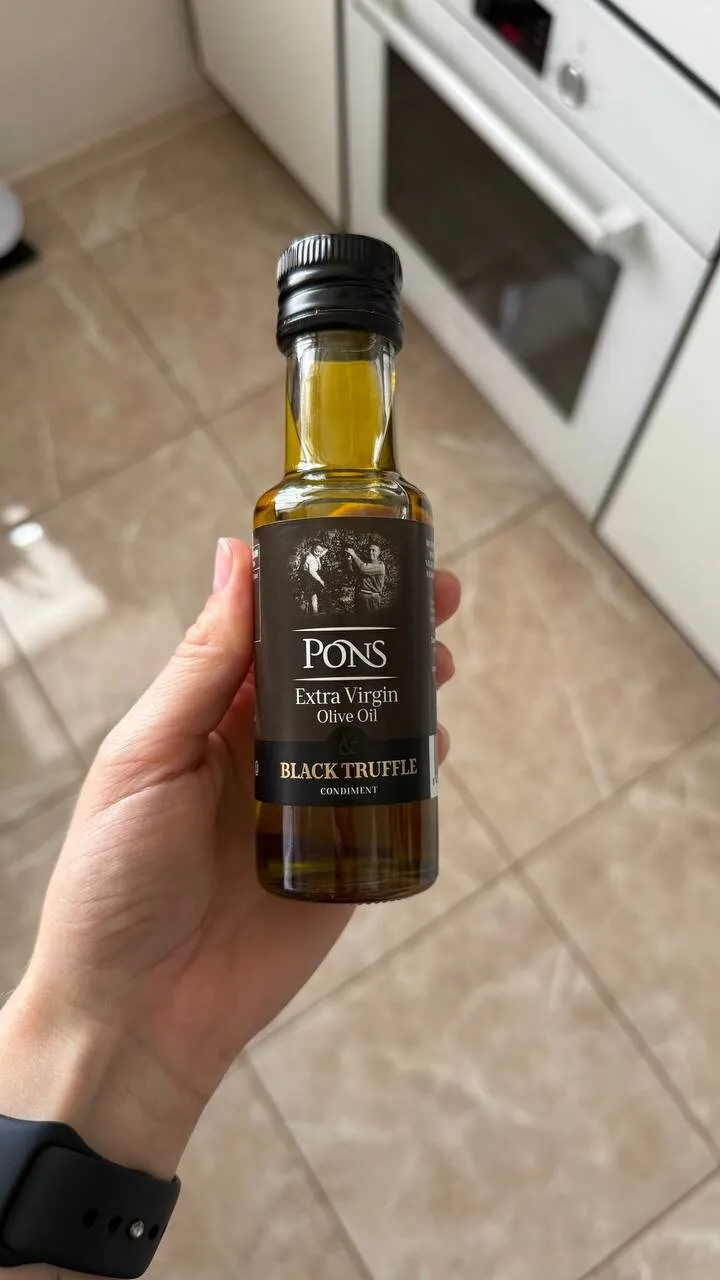 PONS
Extra Virgin
Olive Oil
&
BLACK TRUFFLE
CONDIMENT